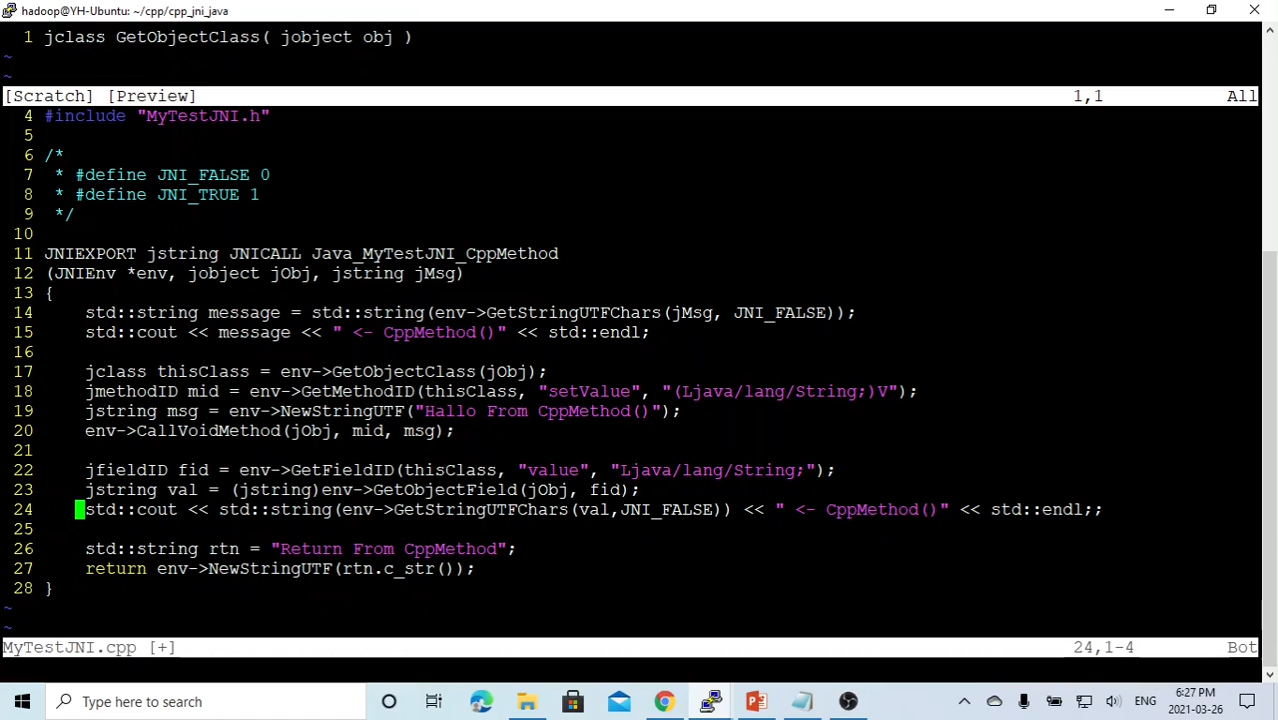 hadoop@YH-Ubuntu: ~/cpp/cpp_jni_java
1 jclass GetObjectClass( jobject obj )
~
~
[Scratch] [Preview] 1,1 All
4 #include "MyTestJNI.h"
5
6 /*
7  * #define JNI_FALSE 0
8  * #define JNI_TRUE 1
9  */
10
11 JNIEXPORT jstring JNICALL Java_MyTestJNI_CppMethod
12 (JNIEnv *env, jobject jObj, jstring jMsg)
13 {
14     std::string message = std::string(env->GetStringUTFChars(jMsg, JNI_FALSE));
15     std::cout << message << " <- CppMethod()" << std::endl;
16
17     jclass thisClass = env->GetObjectClass(jObj);
18     jmethodID mid = env->GetMethodID(thisClass, "setValue", "(Ljava/lang/String;)V");
19     jstring msg = env->NewStringUTF("Hallo From CppMethod()");
20     env->CallVoidMethod(jObj, mid, msg);
21
22     jfieldID fid = env->GetFieldID(thisClass, "value", "Ljava/lang/String;");
23     jstring val = (jstring)env->GetObjectField(jObj, fid);
24     std::cout << std::string(env->GetStringUTFChars(val,JNI_FALSE)) << " <- CppMethod()" << std::endl;;
25
26     std::string rtn = "Return From CppMethod";
27     return env->NewStringUTF(rtn.c_str());
28 }
~
~
MyTestJNI.cpp [+] 24,1-4 Bot
Type here to search
ENG
6:27 PM
2021-03-26